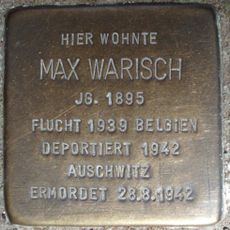 HIER WOHNTE
MAX WARISCH
JG. 1895
FLUCHT 1939 BELGIEN
DEPORTIERT 1942
AUSCHWITZ
ERMORDET 28.8.1942